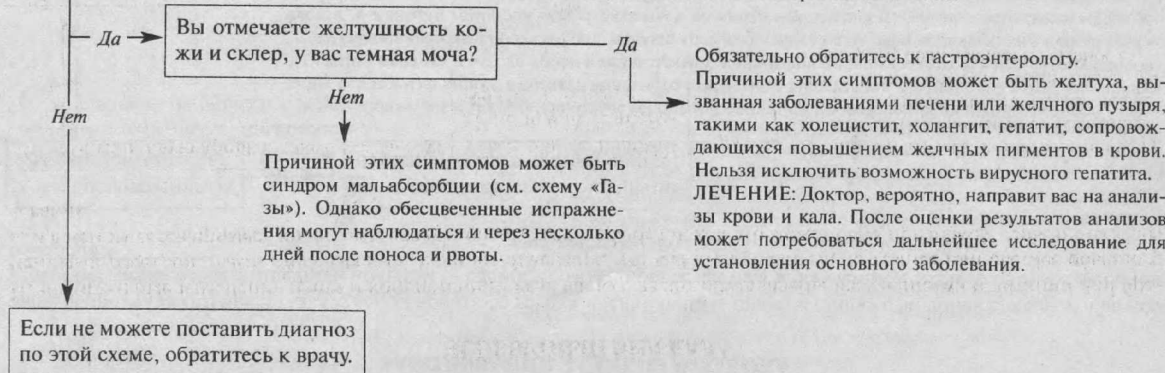 Да
Вы отмечаете желтушность ко-
жи и склер, у вас темная моча?
Да
Нет
Нет
Обязательно обратитесь к гастроэнтерологу.
Причиной этих симптомов может быть желтуха, вы-
званная заболеваниями печени или желчного пузыря,
такими как холецистит, холангит, гепатит, сопровож-
дающихся повышением желчных пигментов в крови.
Нельзя исключить возможность вирусного гепатита.
ЛЕЧЕНИЕ: Доктор, вероятно, направит вас на анали-
зы крови и кала. После оценки результатов анализов
может потребоваться дальнейшее исследование для
установления основного заболевания.
Причиной этих симптомов может быть
синдром мальабсорбции (см. схему «Га-
зы»). Однако обесцвеченные испражне-
ния могут наблюдаться и через несколько
дней после поноса и рвоты.
Если не можете поставить диагноз
по этой схеме, обратитесь к врачу.